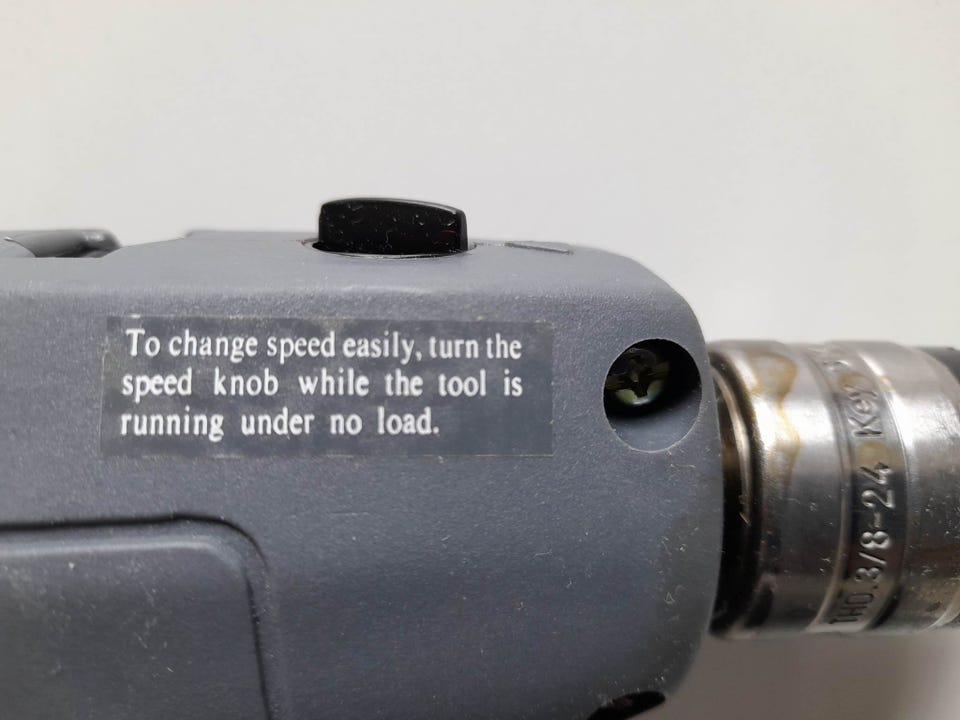 To change speed easily, turn the
speed knob while the tool is
running under no load.
THD.3/8-24 Key